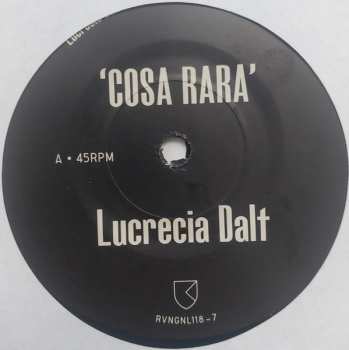 'COSA RARA'
A • 45RPM
Lucrecia Dalt
RVNGNL118-7